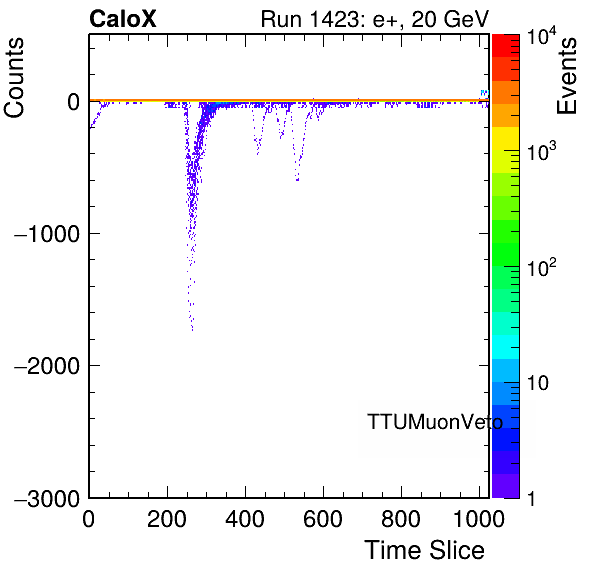 CaloX Run 1423: e+, 20 GeV
Counts
Events
0
−1000
−2000
−3000
0 200 400 600 800 1000
Time Slice
TTUMuonVeto
10^4
10^3
10^2
10
1